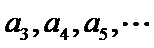 a₃, a₄, a₅, ⋯